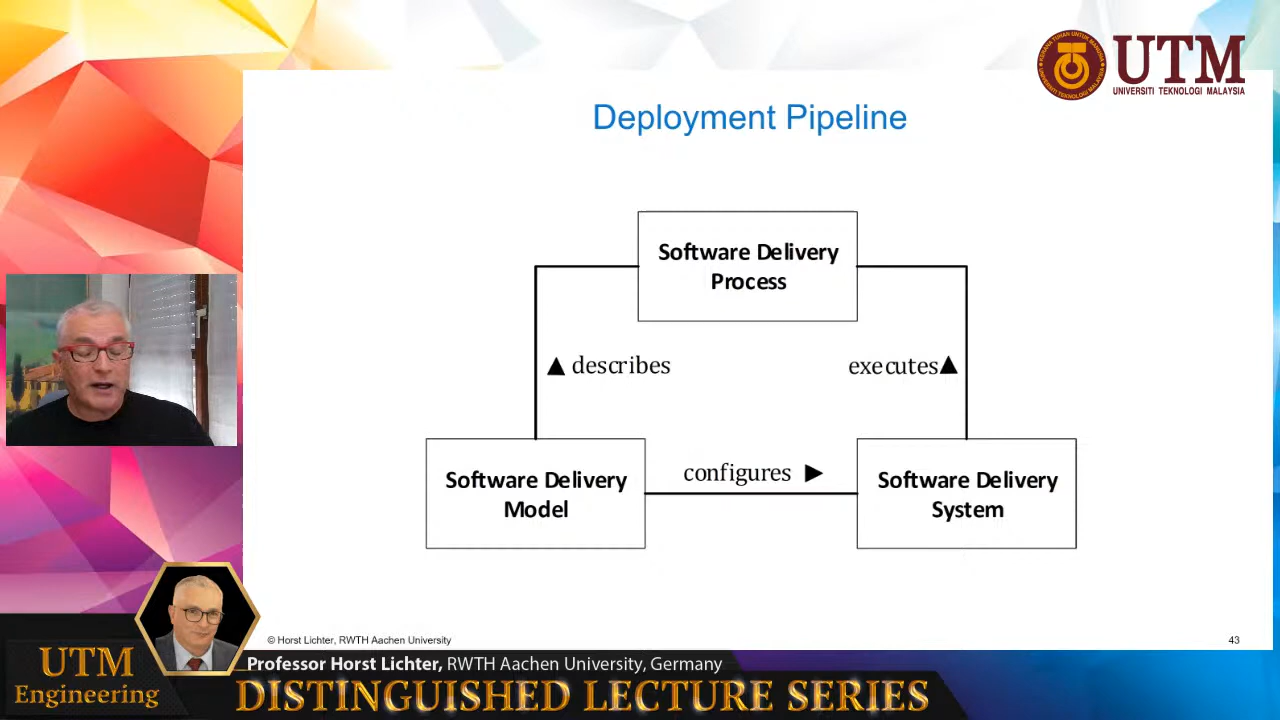 UTM
UNIVERSITI TEKNOLOGI MALAYSIA
Deployment Pipeline
Software Delivery
Process
▲ describes
executes▲
Software Delivery
Model
configures ►
Software Delivery
System
© Horst Lichter, RWTH Aachen University
43
UTM
Engineering
Professor Horst Lichter, RWTH Aachen University, Germany
DISTINGUISHED LECTURE SERIES